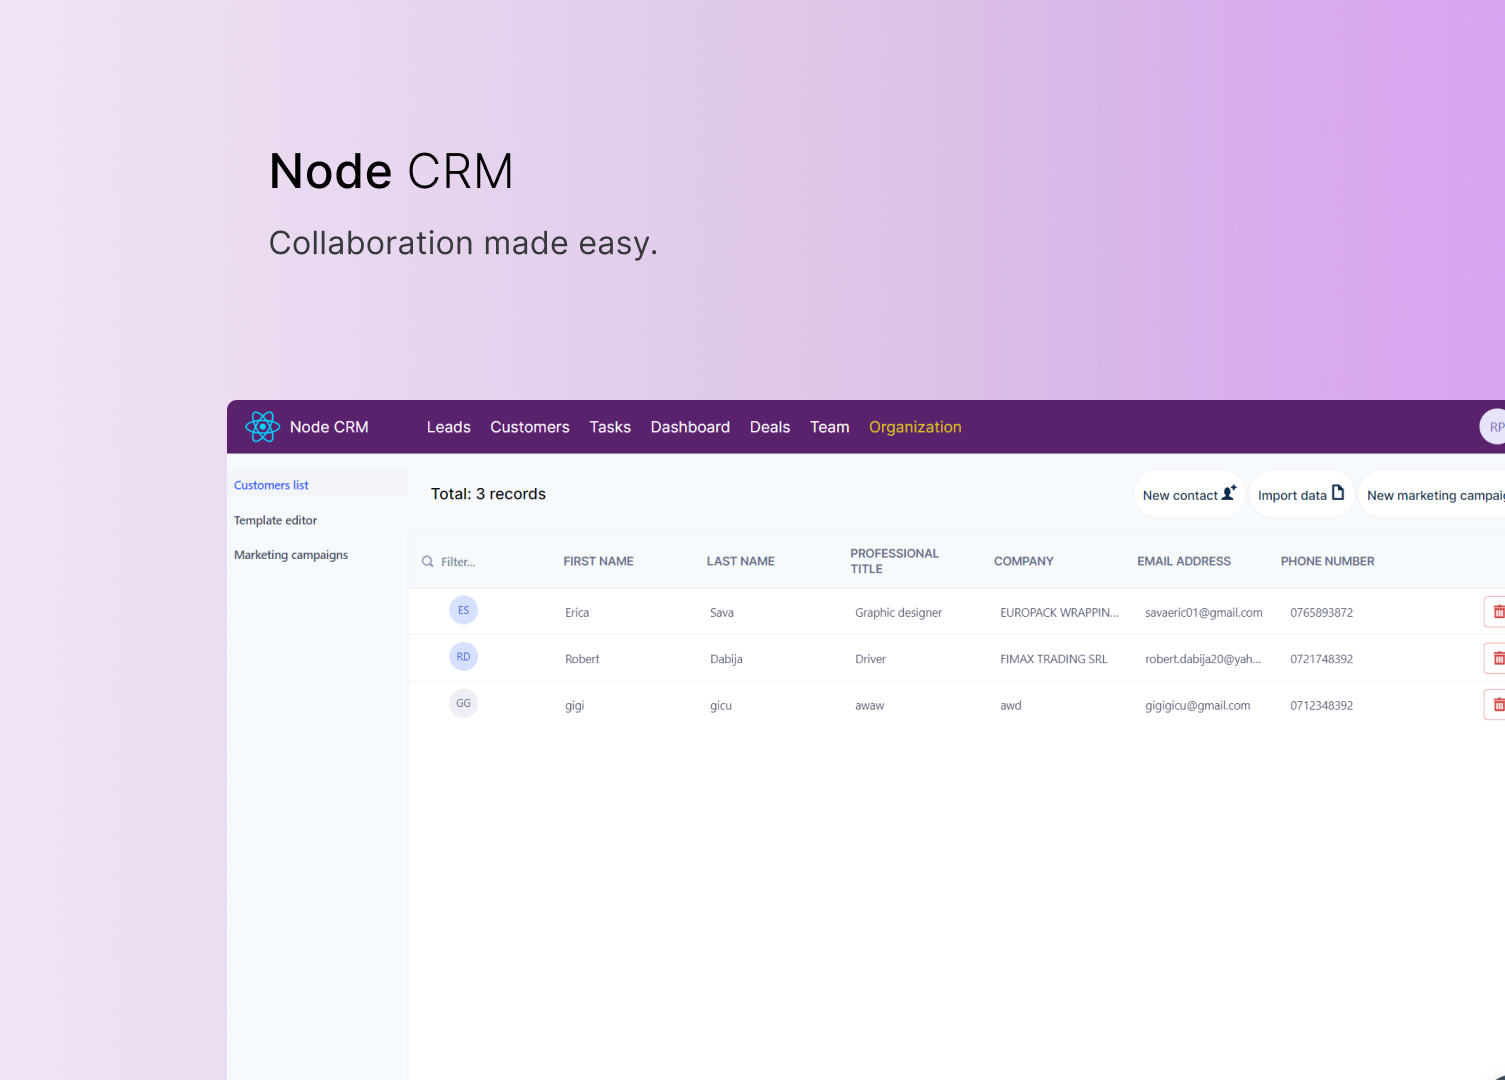 Node CRM
Collaboration made easy.
Node CRM Leads Customers Tasks Dashboard Deals Team Organization RP
Customers list
Template editor
Marketing campaigns
Total: 3 records
New contact Import data New marketing campaig
Filter... FIRST NAME LAST NAME PROFESSIONAL TITLE COMPANY EMAIL ADDRESS PHONE NUMBER
ES Erica Sava Graphic designer EUROPACK WRAPPIN... savaeric01@gmail.com 0765893872
RD Robert Dabija Driver FIMAX TRADING SRL robert.dabija20@yah... 0721748392
GG gigi gicu awaw awd gigigicu@gmail.com 0712348392